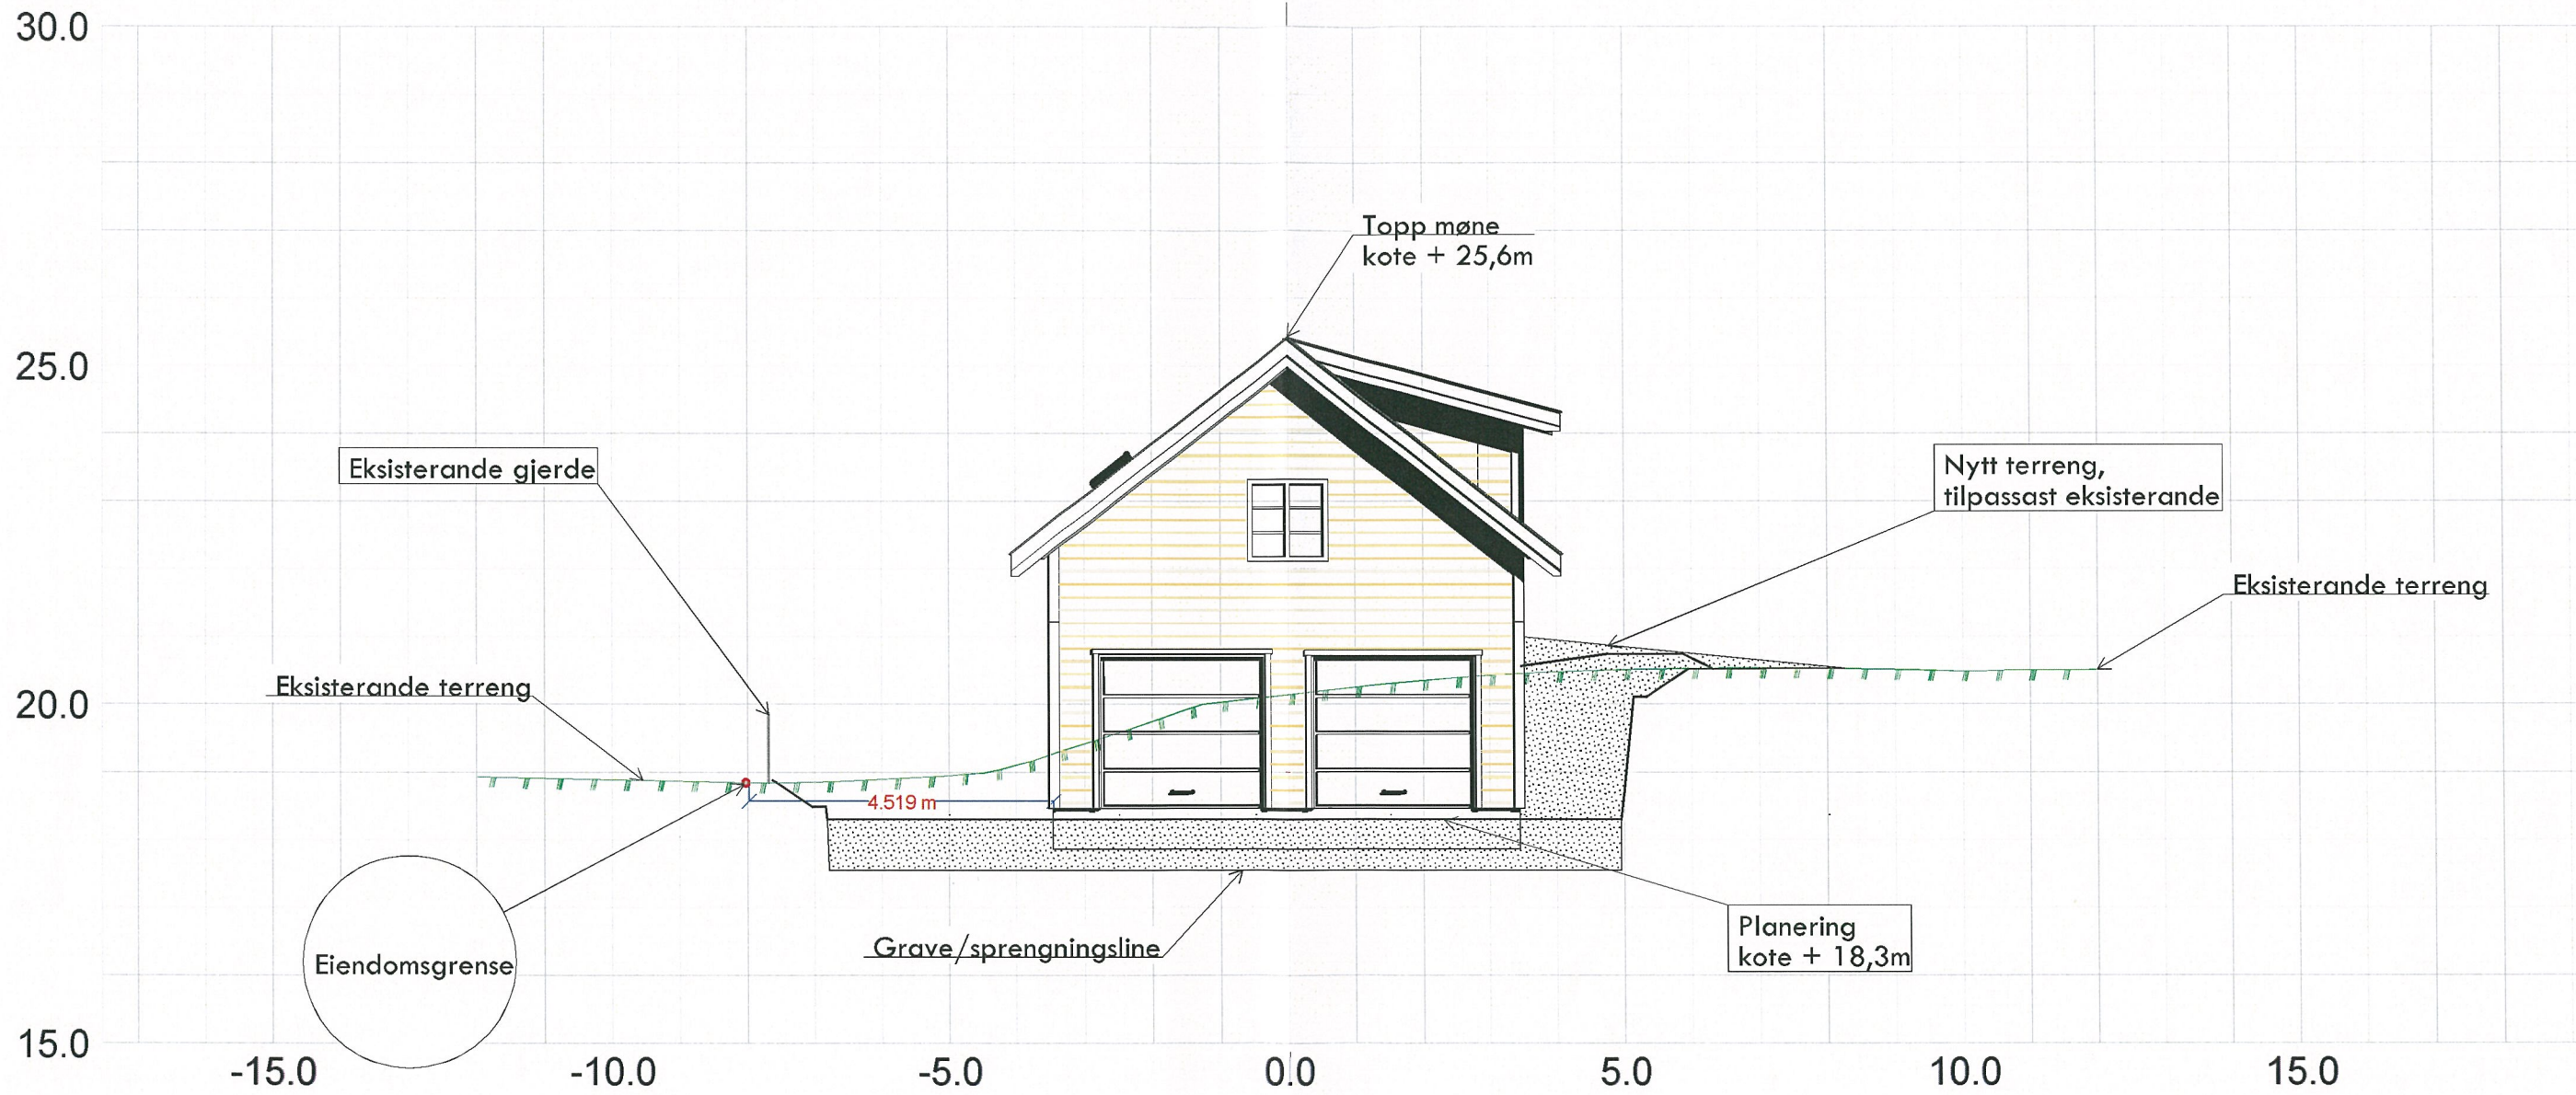 30.0
Topp møne
kote + 25,6m
25.0
Eksisterande gjerde
Nytt terreng,
tilpassast eksisterande
Eksisterande terreng
Eksisterande terreng
20.0
4.519 m
Planering
kote + 18,3m
Grave/sprengningsline
Eiendomsgrense
15.0
-15.0 -10.0 -5.0 0.0 5.0 10.0 15.0